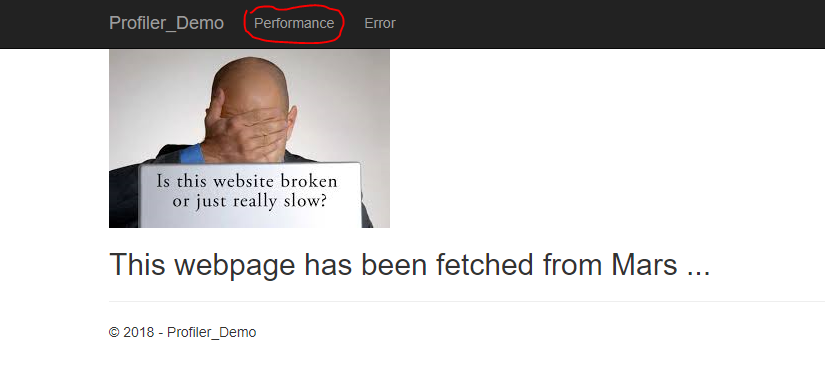 Profiler_Demo Performance Error
Is this website broken
or just really slow?
This webpage has been fetched from Mars ...
© 2018 - Profiler_Demo